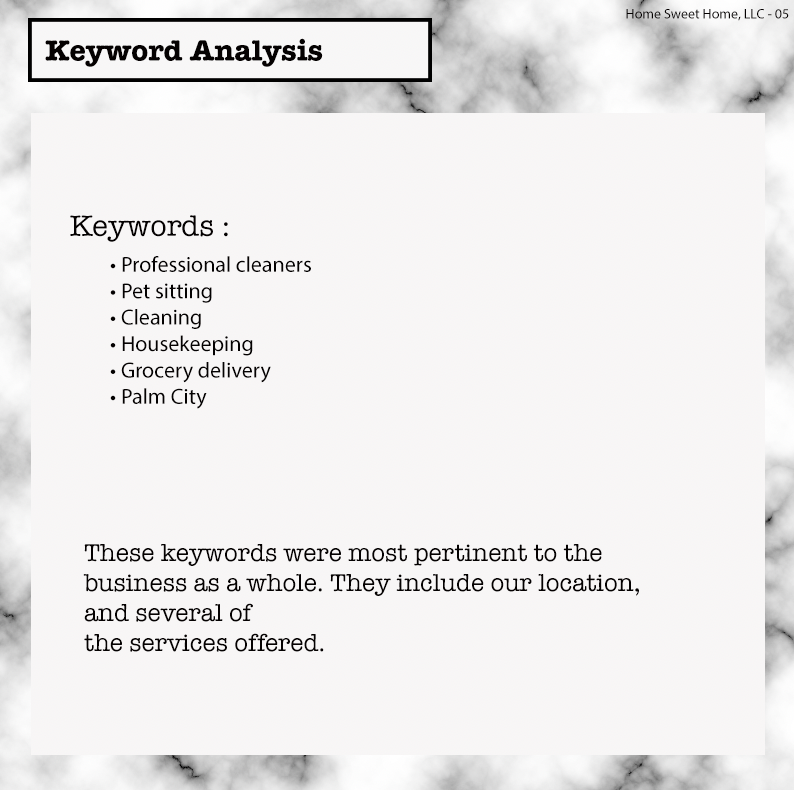 Home Sweet Home, LLC - 05
Keyword Analysis
Keywords :
• Professional cleaners
• Pet sitting
• Cleaning
• Housekeeping
• Grocery delivery
• Palm City
These keywords were most pertinent to the
business as a whole. They include our location,
and several of
the services offered.